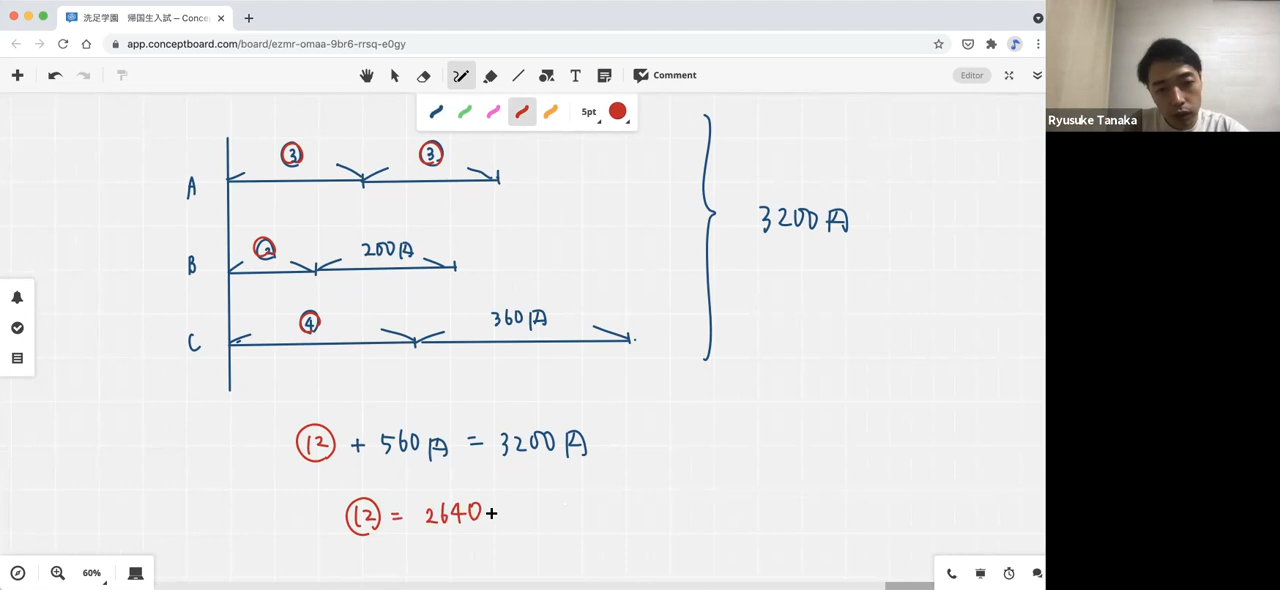 洗足学園 帰国生入試 – Conce
app.conceptboard.com/board/ezmr-omaa-9br6-rrsq-e0gy
Comment
Editor
5pt
Ryusuke Tanaka
③ ③
A
3200円
② 200円
B
④ 360円
C
⑫ + 560円 = 3200円
⑫ = 2640
60%